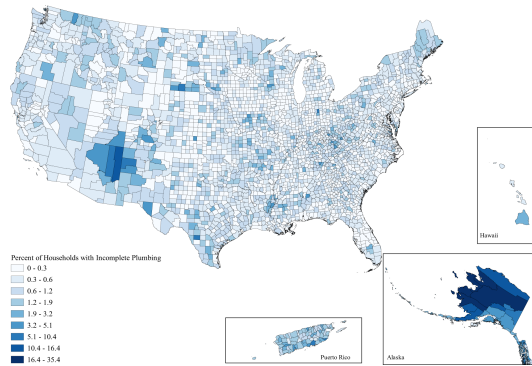 Hawaii
Percent of Households with Incomplete Plumbing
0 - 0.3
0.3 - 0.6
0.6 - 1.2
1.2 - 1.9
1.9 - 3.2
3.2 - 5.1
5.1 - 10.4
10.4 - 16.4
16.4 - 35.4
Puerto Rico
Alaska